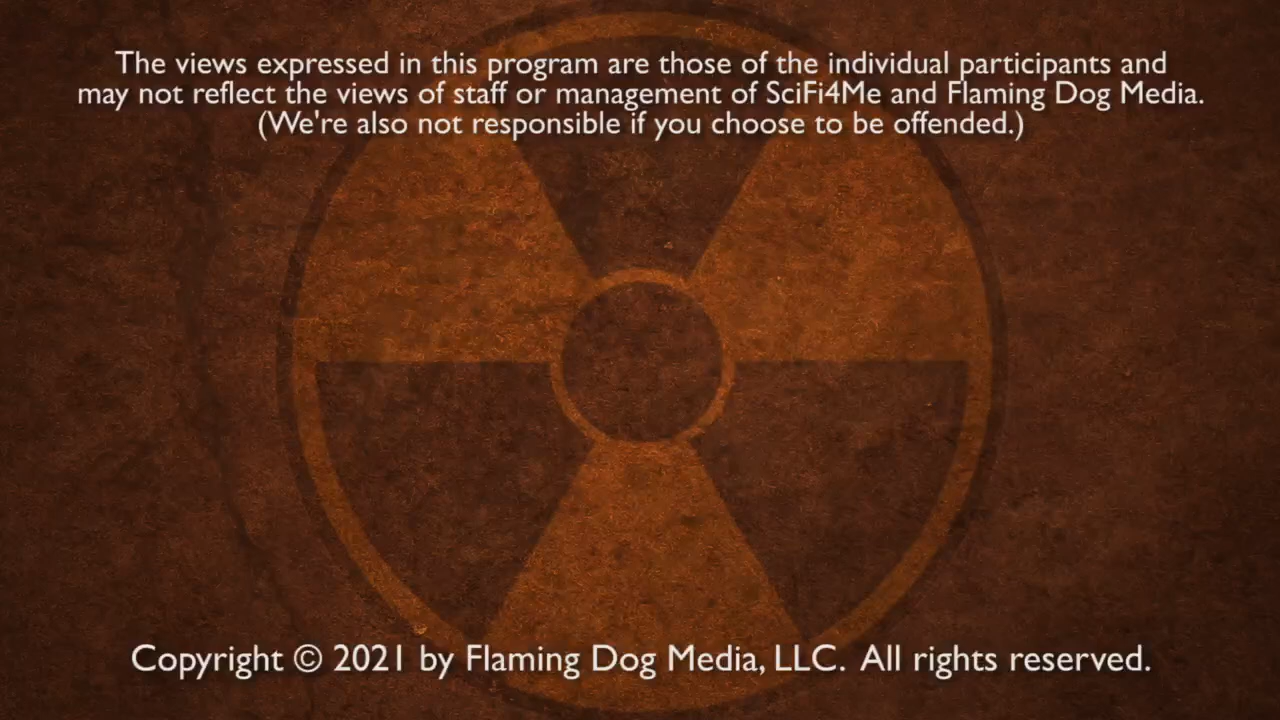 The views expressed in this program are those of the individual participants and
may not reflect the views of staff or management of SciFi4Me and Flaming Dog Media.
(We're also not responsible if you choose to be offended.)
Copyright © 2021 by Flaming Dog Media, LLC. All rights reserved.